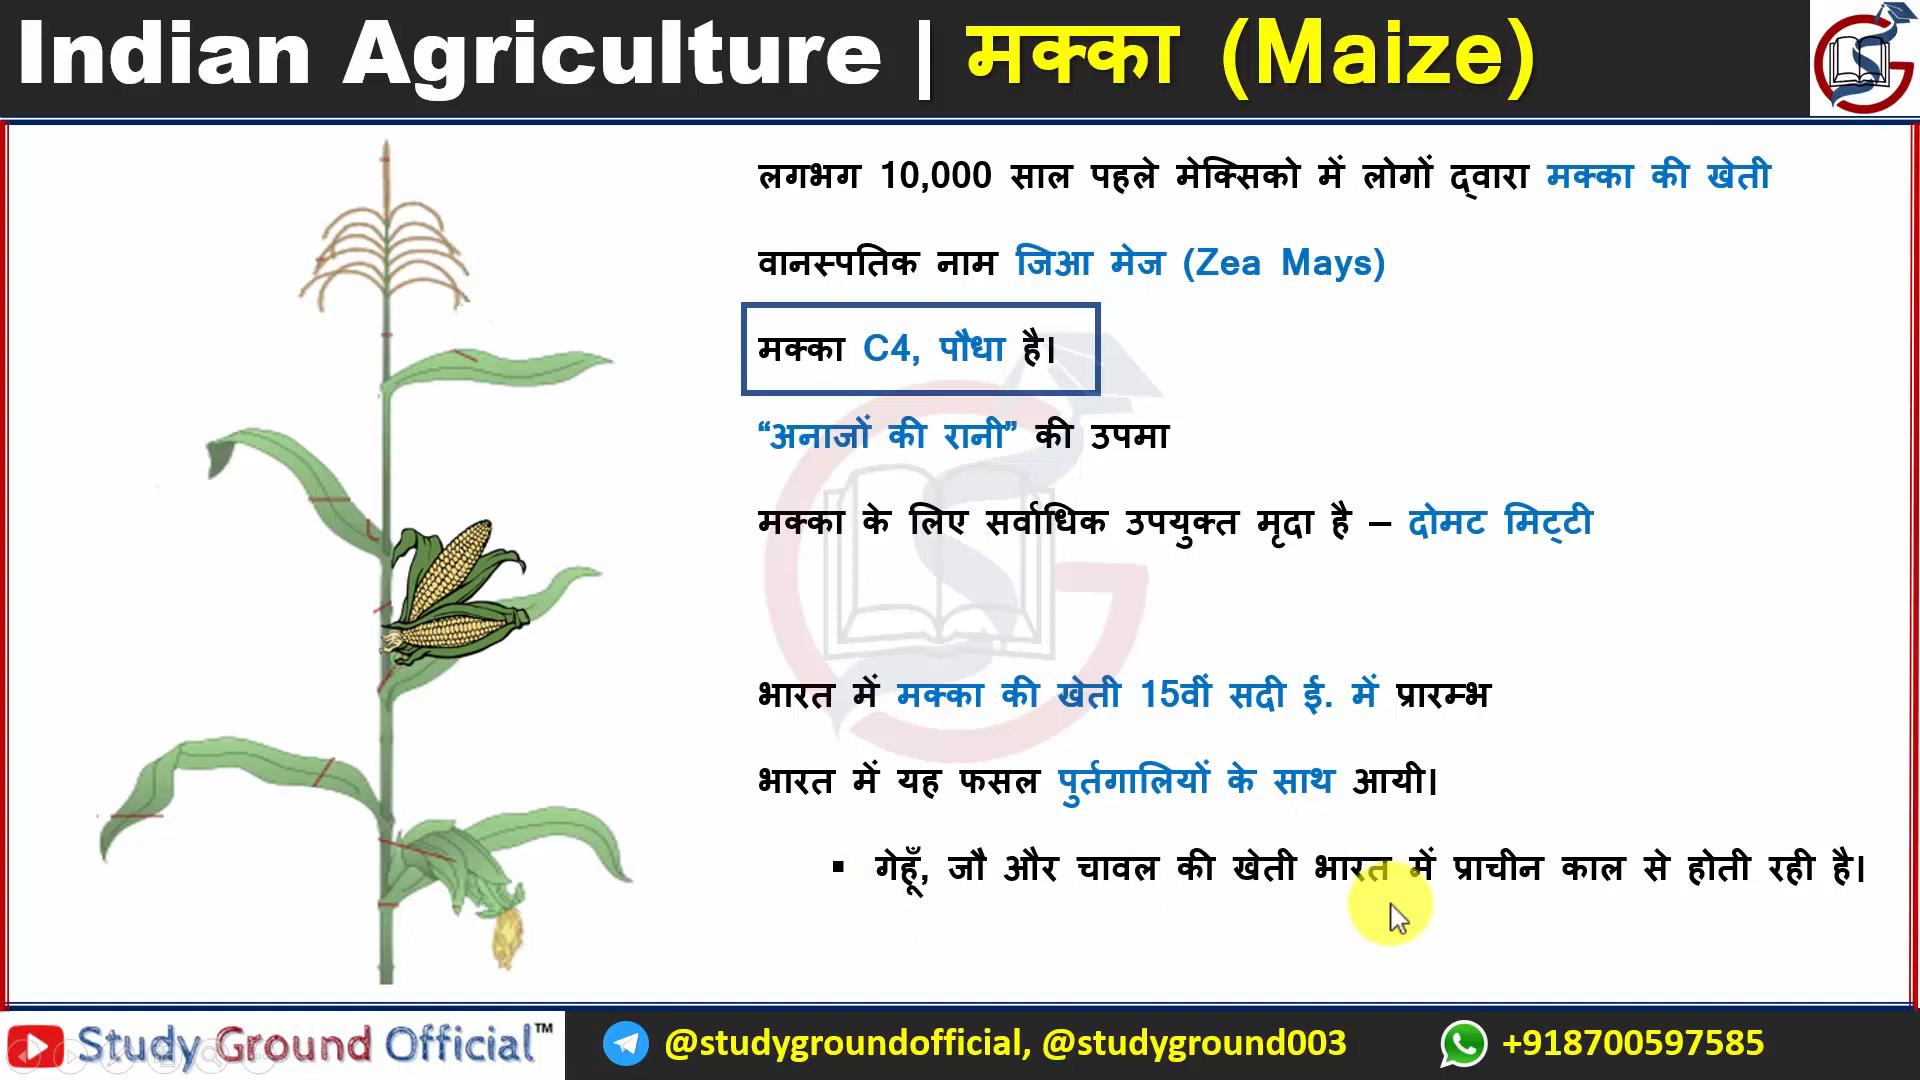 Indian Agriculture | मक्का (Maize)
लगभग 10,000 साल पहले मेक्सिको में लोगों द्वारा मक्का की खेती
वानस्पतिक नाम जिआ मेज (Zea Mays)
मक्का C4, पौधा है।
“अनाजों की रानी” की उपमा
मक्का के लिए सर्वाधिक उपयुक्त मृदा है – दोमट मिट्टी
भारत में मक्का की खेती 15वीं सदी ई. में प्रारम्भ
भारत में यह फसल पुर्तगालियों के साथ आयी।
▪ गेहूँ, जौ और चावल की खेती भारत में प्राचीन काल से होती रही है।
Study Ground Official™
@studygroundofficial, @studyground003
+918700597585